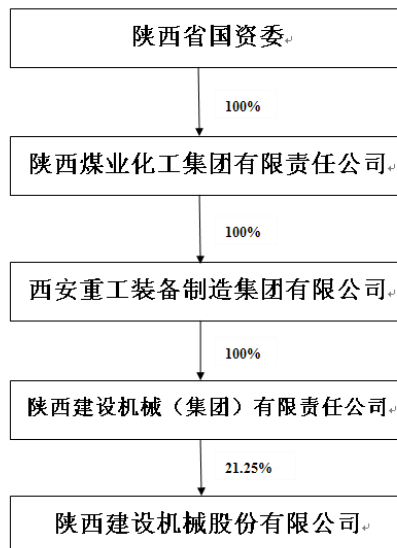 陕西省国资委
100%
陕西煤业化工集团有限责任公司
100%
西安重工装备制造集团有限公司
100%
陕西建设机械（集团）有限责任公司
21.25%
陕西建设机械股份有限公司